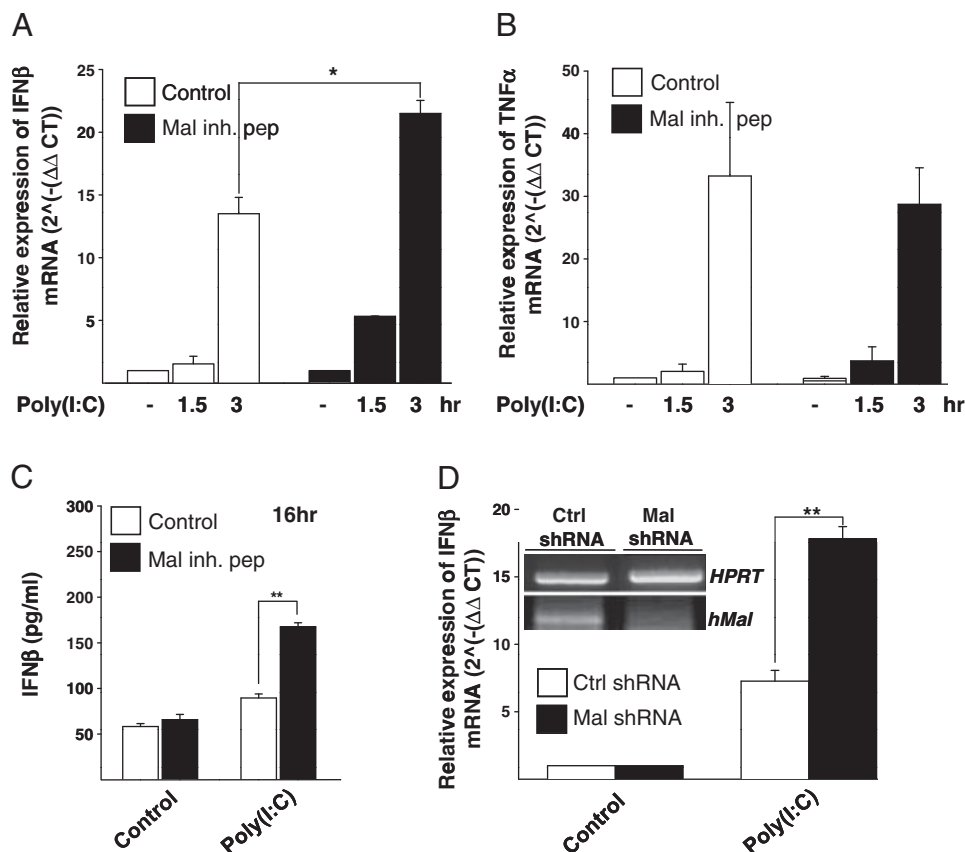 A
Relative expression of IFNβ
mRNA (2^(-(ΔΔ CT))
25
20
15
10
5
Control
Mal inh. pep
*
Poly(I:C) - 1.5 3 - 1.5 3 hr
B
Relative expression of TNFα
mRNA (2^(-(ΔΔ CT))
50
40
30
20
10
Control
Mal inh. pep
Poly(I:C) - 1.5 3 - 1.5 3 hr
C
IFNβ (pg/ml)
300
250
200
150
100
50
Control
Mal inh. pep
16hr
**
Control
Poly(I:C)
D
Relative expression of IFNβ
mRNA (2^(-(ΔΔ CT))
20
15
10
5
Ctrl Mal
shRNA shRNA
HPRT
hMal
Ctrl shRNA
Mal shRNA
**
Control
Poly(I:C)